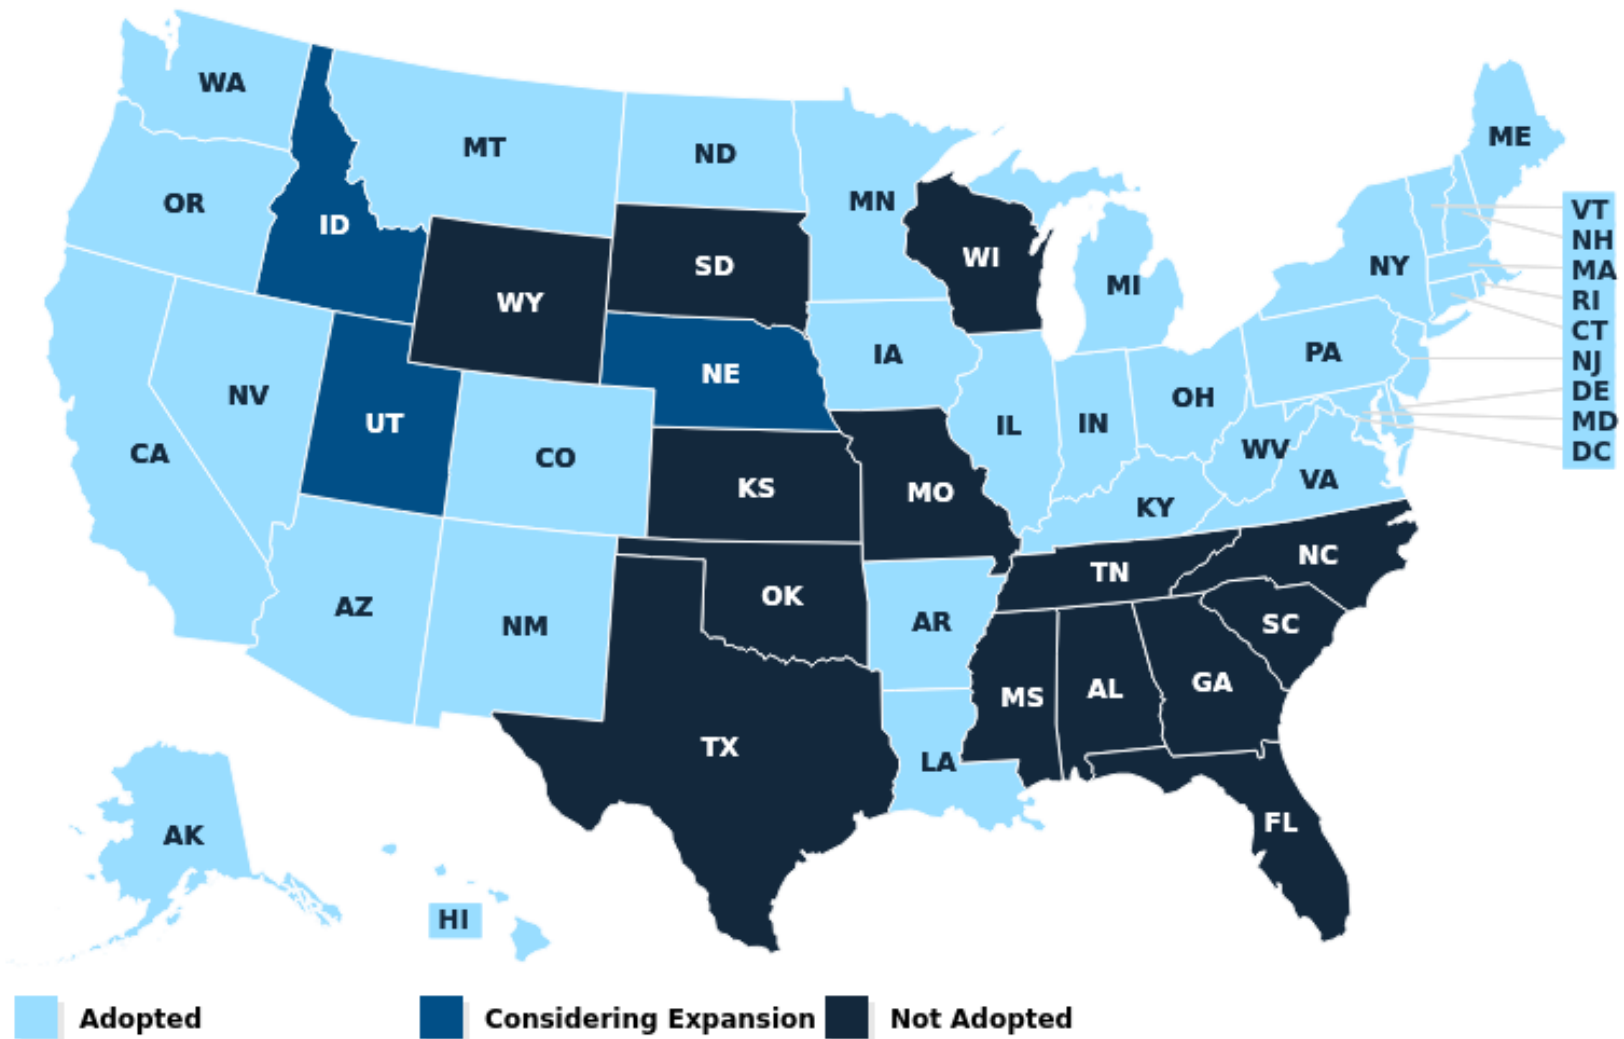 WA
ME
MT
ND
MN
OR
VT
ID
NH
WI
NY
SD
MA
MI
RI
WY
CT
PA
IA
NJ
NE
DE
NV
OH
UT
IL
IN
MD
WV
DC
CA
CO
VA
KS
MO
KY
NC
TN
OK
AZ
AR
SC
NM
GA
AL
MS
TX
LA
FL
AK
HI
Adopted
Considering Expansion
Not Adopted